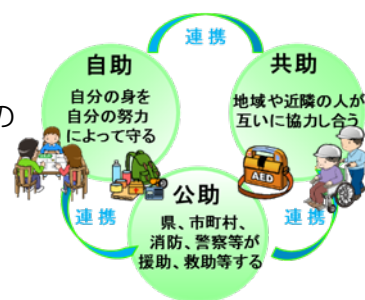 連携
自助
自分の身を
自分の努力
によって守る
共助
地域や近隣の人が
互いに協力し合う
の
AED
公助
県、市町村、
消防、警察等が
援助、救助等する
連携
連携